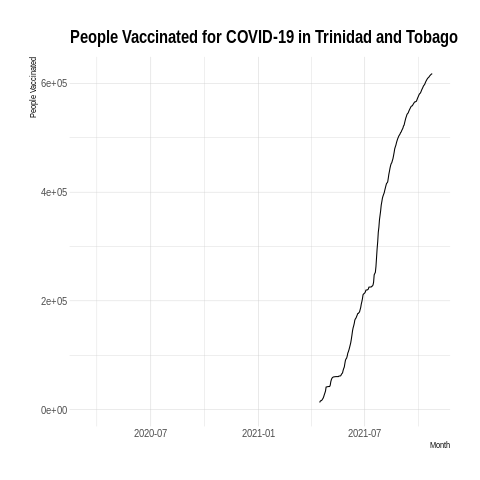 People Vaccinated for COVID-19 in Trinidad and Tobago
People Vaccinated
6e+05
4e+05
2e+05
0e+00
2020-07 2021-01 2021-07
Month